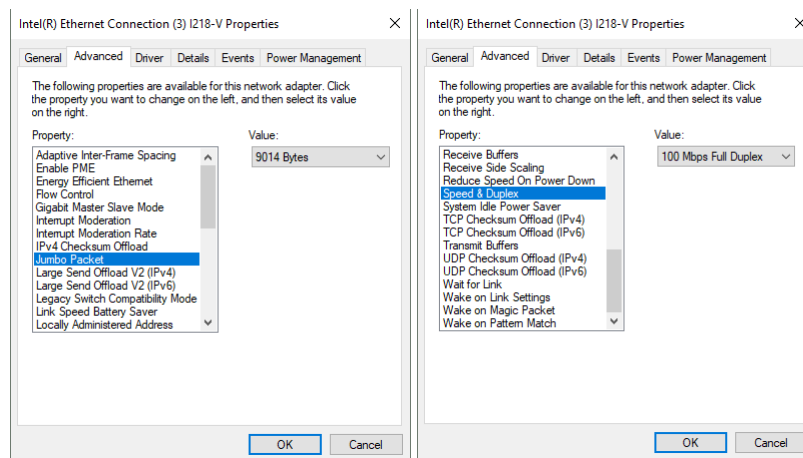 Intel(R) Ethernet Connection (3) I218-V Properties
General Advanced Driver Details Events Power Management
The following properties are available for this network adapter. Click
the property you want to change on the left, and then select its value
on the right.
Property:
Value:
Adaptive Inter-Frame Spacing
Enable PME
Energy Efficient Ethernet
Flow Control
Gigabit Master Slave Mode
Interrupt Moderation
Interrupt Moderation Rate
IPv4 Checksum Offload
Jumbo Packet
Large Send Offload V2 (IPv4)
Large Send Offload V2 (IPv6)
Legacy Switch Compatibility Mode
Link Speed Battery Saver
Locally Administered Address
9014 Bytes
OK Cancel
Intel(R) Ethernet Connection (3) I218-V Properties
General Advanced Driver Details Events Power Management
The following properties are available for this network adapter. Click
the property you want to change on the left, and then select its value
on the right.
Property:
Value:
Receive Buffers
Receive Side Scaling
Reduce Speed On Power Down
Speed & Duplex
System Idle Power Saver
TCP Checksum Offload (IPv4)
TCP Checksum Offload (IPv6)
Transmit Buffers
UDP Checksum Offload (IPv4)
UDP Checksum Offload (IPv6)
Wait for Link
Wake on Link Settings
Wake on Magic Packet
Wake on Pattern Match
100 Mbps Full Duplex
OK Cancel